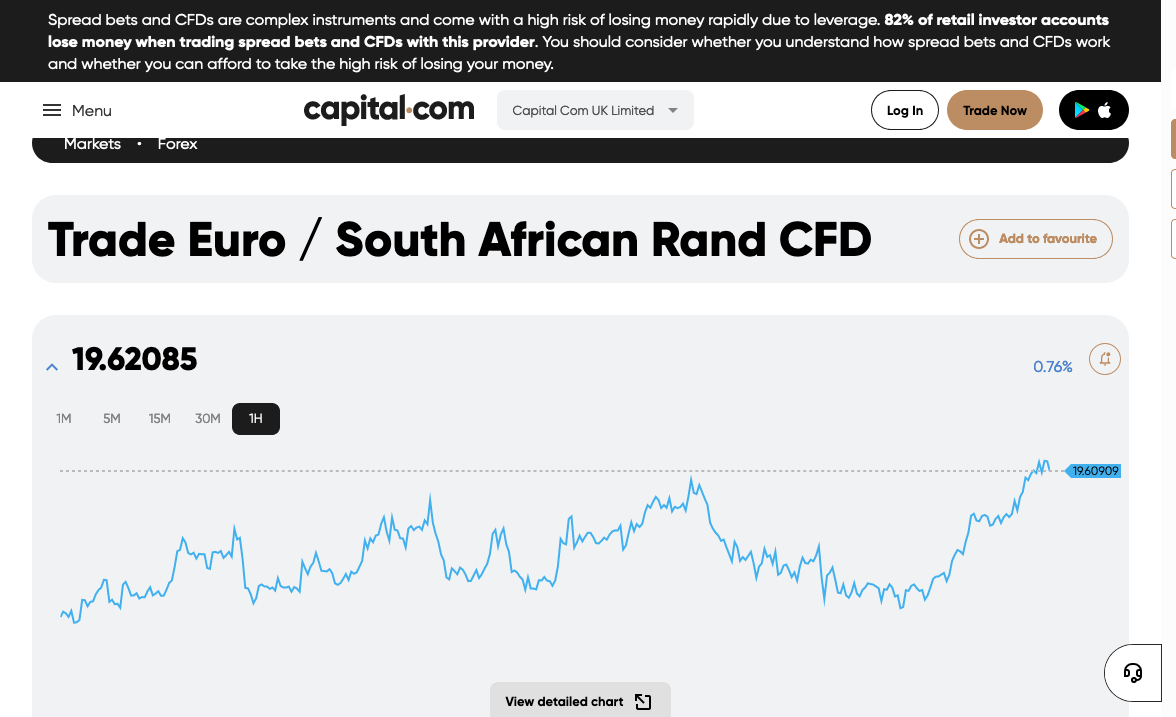 Spread bets and CFDs are complex instruments and come with a high risk of losing money rapidly due to leverage. 82% of retail investor accounts
lose money when trading spread bets and CFDs with this provider. You should consider whether you understand how spread bets and CFDs work
and whether you can afford to take the high risk of losing your money.
Menu
capital.com
Capital Com UK Limited
Log In
Trade Now
Markets • Forex
Trade Euro / South African Rand CFD
Add to favourite
19.62085
0.76%
1M 5M 15M 30M 1H
19.60909
View detailed chart